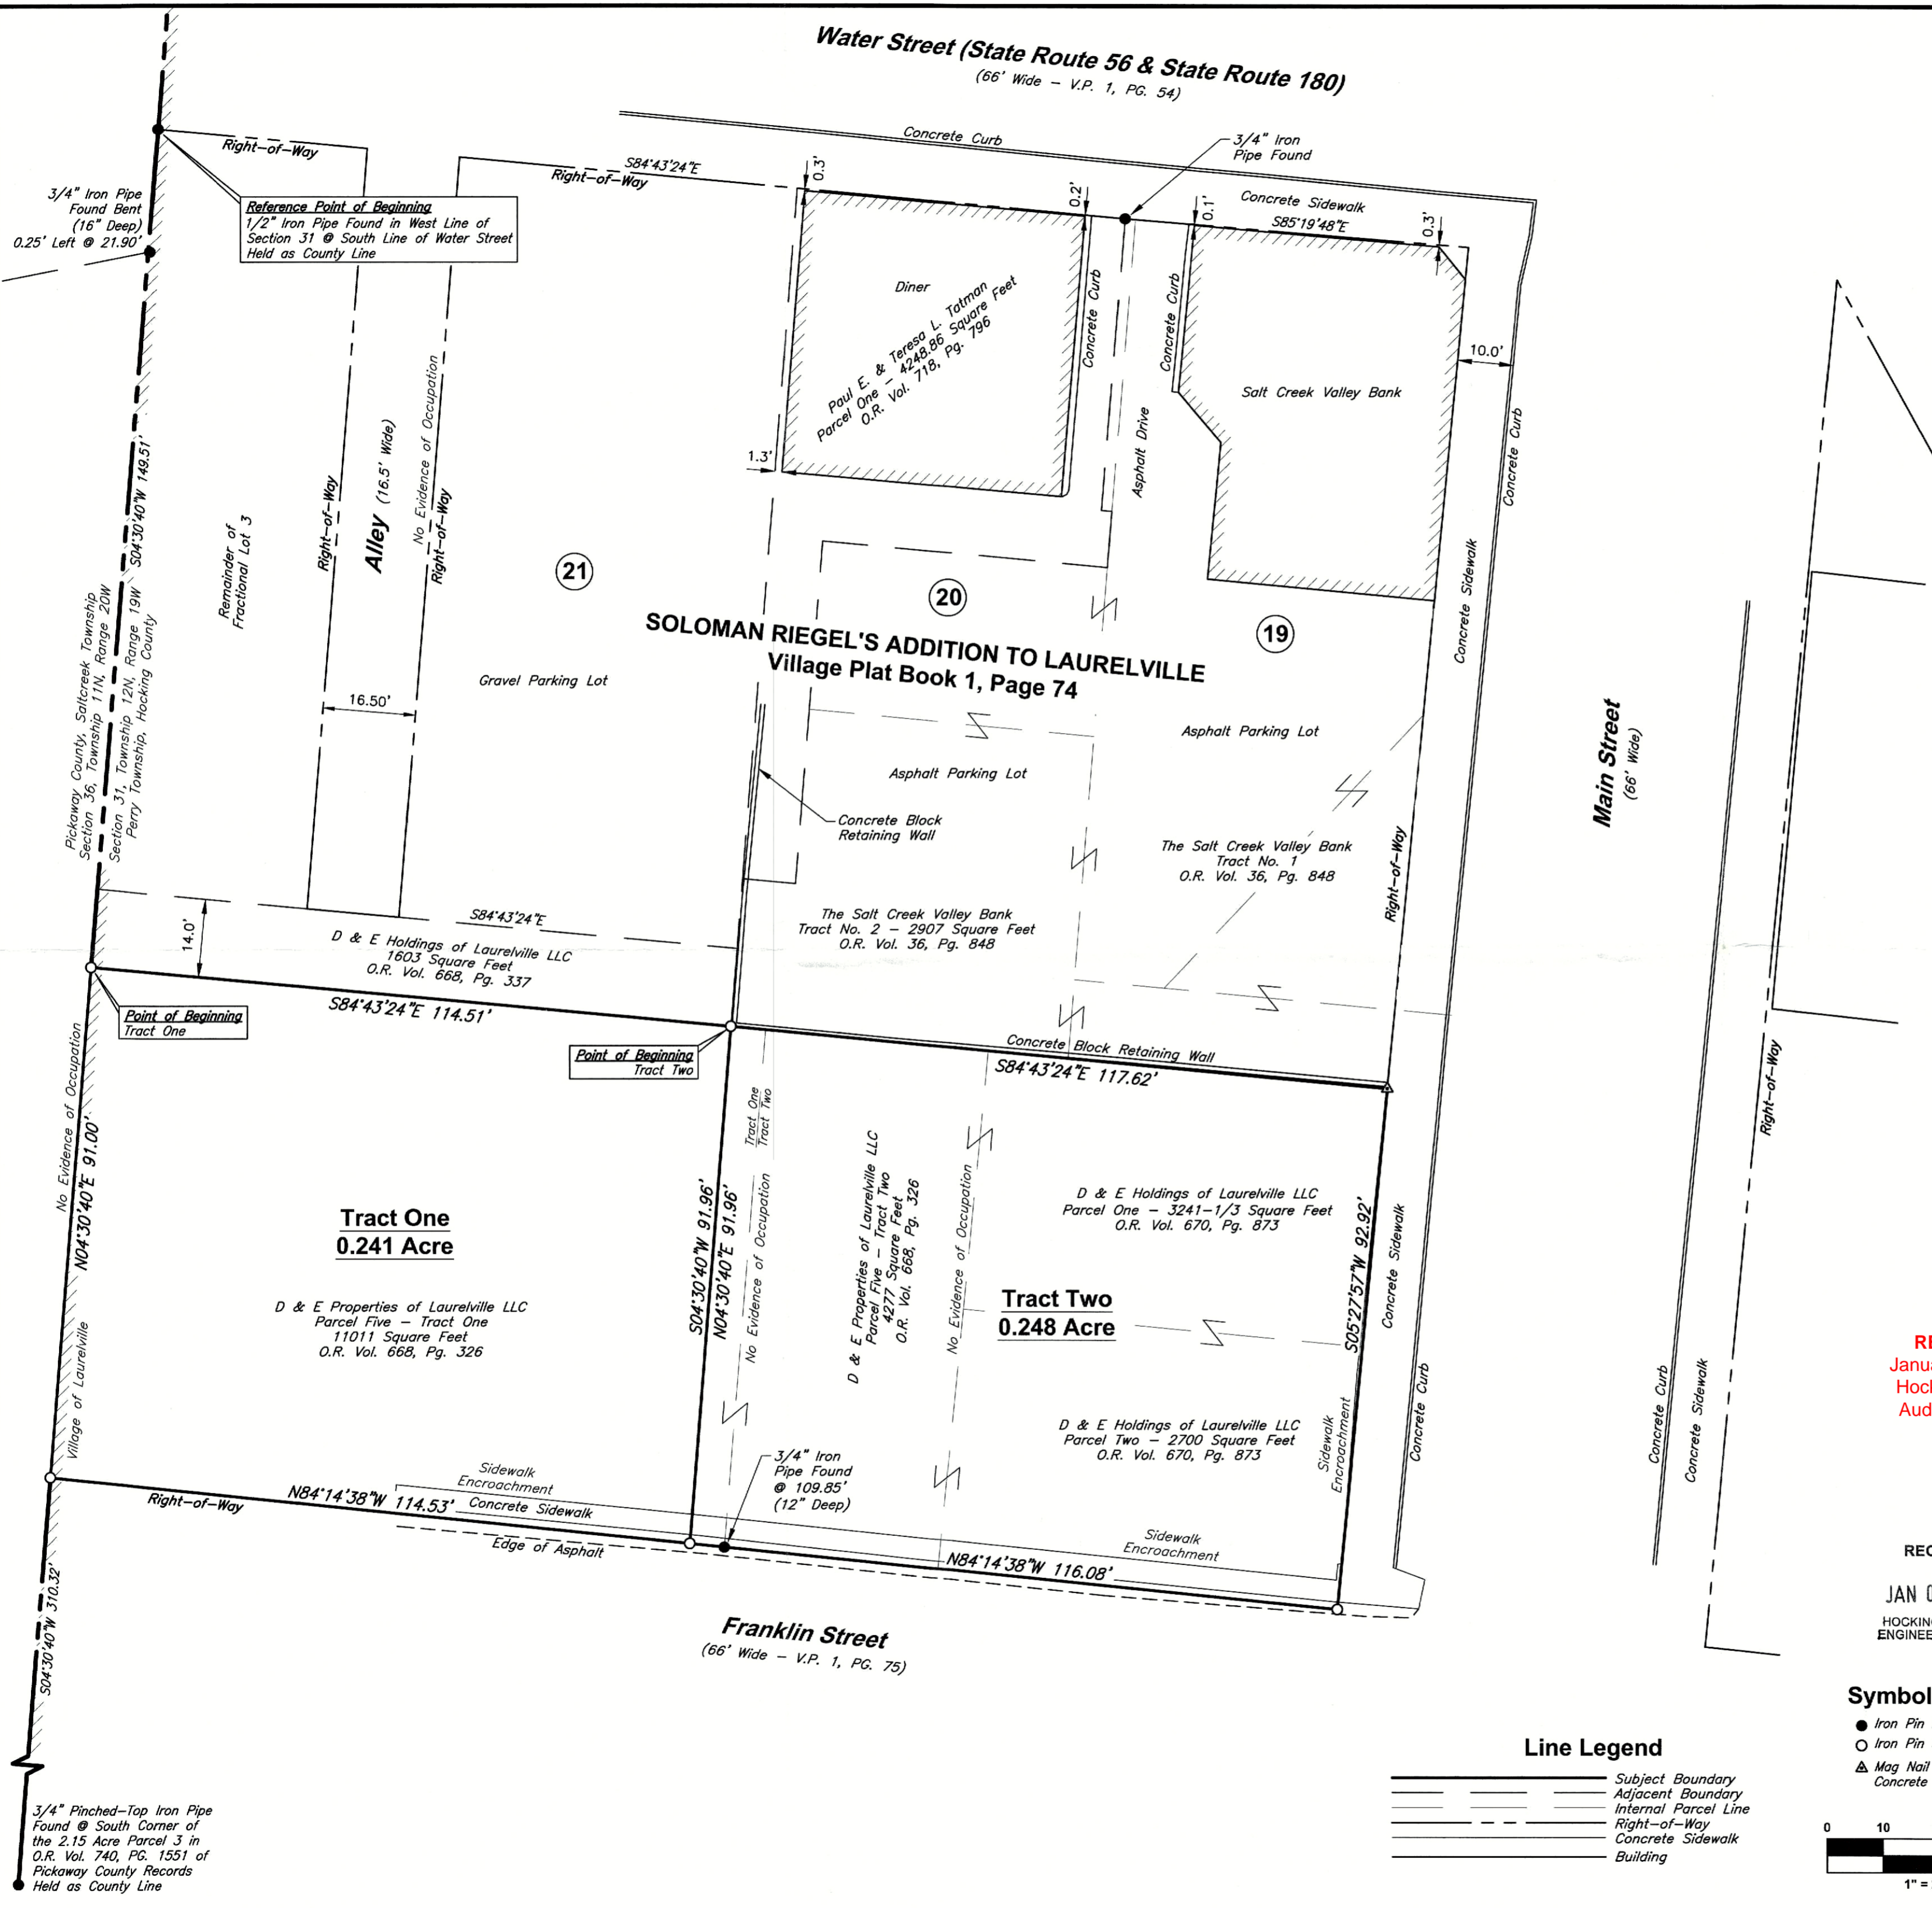 Water Street (State Route 56 & State Route 180)
(66' Wide – V.P. 1, PG. 54)
Right-of-Way
Concrete Curb
3/4" Iron
Pipe Found
3/4" Iron Pipe
Found Bent
(16" Deep)
0.25' Left @ 21.90'
Reference Point of Beginning
1/2" Iron Pipe Found in West Line of
Section 31 @ South Line of Water Street
Held as County Line
S84°43'24"E
Right-of-Way
0.3'
0.2'
0.1'
Concrete Sidewalk
S85°19'48"E
0.3'
Diner
Paul E. & Teresa L. Tatman
Parcel One – 4248.86 Square Feet
O.R. Vol. 718, Pg. 796
Concrete Curb
Concrete Curb
Asphalt Drive
Salt Creek Valley Bank
10.0'
Concrete Curb
Concrete Sidewalk
1.3'
Pickaway County, Saltcreek Township
Section 36, Township 11N, Range 20W
Section 31, Township 12N, Range 19W
Perry Township, Hocking County
S04°30'40"W 149.51'
Remainder of
Fractional Lot 3
Right-of-Way
Alley (16.5' Wide)
No Evidence of Occupation
Right-of-Way
21
20
19
SOLOMAN RIEGEL'S ADDITION TO LAURELVILLE
Village Plat Book 1, Page 74
Gravel Parking Lot
16.50'
Asphalt Parking Lot
Asphalt Parking Lot
Main Street
(66' Wide)
Concrete Block
Retaining Wall
The Salt Creek Valley Bank
Tract No. 1
O.R. Vol. 36, Pg. 848
Right-of-Way
The Salt Creek Valley Bank
Tract No. 2 – 2907 Square Feet
O.R. Vol. 36, Pg. 848
14.0'
S84°43'24"E
D & E Holdings of Laurelville LLC
1603 Square Feet
O.R. Vol. 668, Pg. 337
S84°43'24"E 114.51'
Point of Beginning
Tract One
Point of Beginning
Tract Two
Concrete Block Retaining Wall
S84°43'24"E 117.62'
Right-of-Way
No Evidence of Occupation
N04°30'40"E 91.00'
Village of Laurelville
Tract One
0.241 Acre
D & E Properties of Laurelville LLC
Parcel Five – Tract One
11011 Square Feet
O.R. Vol. 668, Pg. 326
S04°30'40"W 91.96'
N04°30'40"E 91.96'
Tract One
Tract Two
No Evidence of Occupation
D & E Properties of Laurelville LLC
Parcel Five – Tract Two
4277 Square Feet
O.R. Vol. 668, Pg. 326
No Evidence of Occupation
D & E Holdings of Laurelville LLC
Parcel One – 3241-1/3 Square Feet
O.R. Vol. 670, Pg. 873
Tract Two
0.248 Acre
S05°27'57"W 92.92'
Concrete Sidewalk
D & E Holdings of Laurelville LLC
Parcel Two – 2700 Square Feet
O.R. Vol. 670, Pg. 873
Sidewalk
Encroachment
Concrete Curb
Concrete Curb
Concrete Sidewalk
3/4" Iron
Pipe Found
@ 109.85'
(12" Deep)
Sidewalk
Encroachment
Right-of-Way
N84°14'38"W 114.53'
Concrete Sidewalk
Edge of Asphalt
Sidewalk
Encroachment
N84°14'38"W 116.08'
Franklin Street
(66' Wide – V.P. 1, PG. 75)
S04°30'40"W 310.32'
3/4" Pinched-Top Iron Pipe
Found @ South Corner of
the 2.15 Acre Parcel 3 in
O.R. Vol. 740, PG. 1551 of
Pickaway County Records
Held as County Line
JAN
Line Legend
Subject Boundary
Adjacent Boundary
Internal Parcel Line
Right-of-Way
Concrete Sidewalk
Building
Symbol
Iron Pin
Iron Pin
Mag Nail
Concrete
0 10
1" =